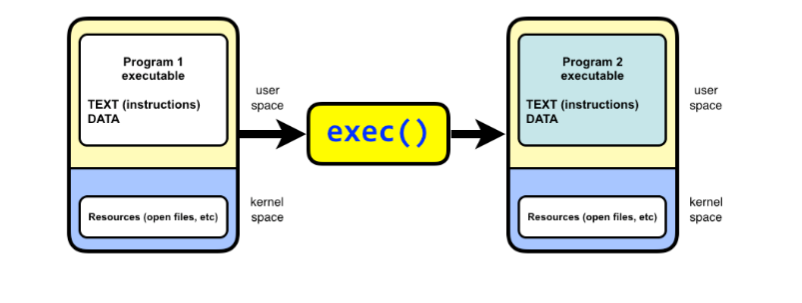 Program 1
executable
TEXT (instructions)
DATA
user
space
Resources (open files, etc)
kernel
space
exec()
Program 2
executable
TEXT (instructions)
DATA
user
space
Resources (open files, etc)
kernel
space